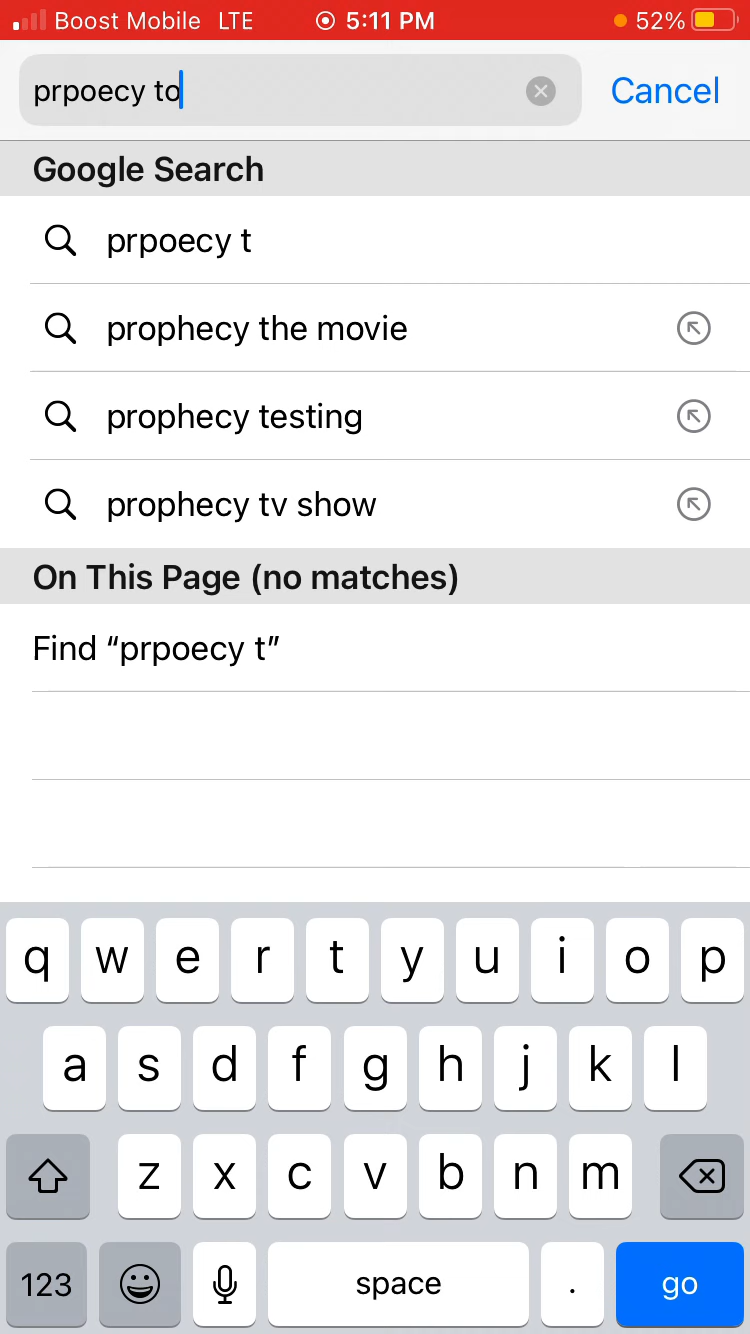 Boost Mobile LTE 5:11 PM 52%
prpoecy to Cancel
Google Search
prpoecy t
prophecy the movie
prophecy testing
prophecy tv show
On This Page (no matches)
Find “prpoecy t”
q w e r t y u i o p
a s d f g h j k l
z x c v b n m
123 space . go